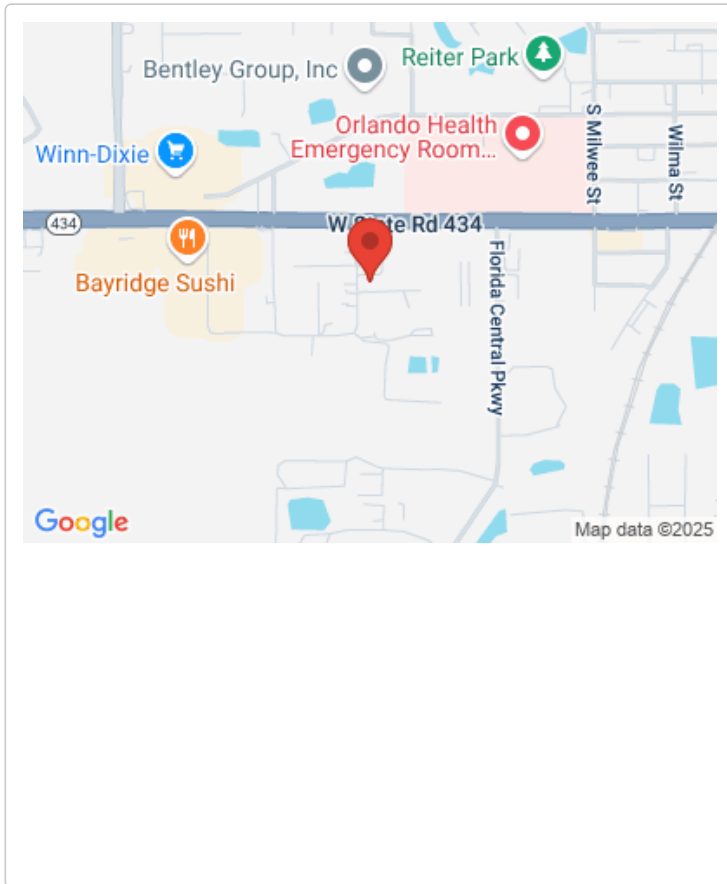 Reiter Park
Bentley Group, Inc
Orlando Health
Emergency Room...
S Milwee St
Wilma St
Winn-Dixie
434
W State Rd 434
Bayridge Sushi
Florida Central Pkwy
Google
Map data ©2025